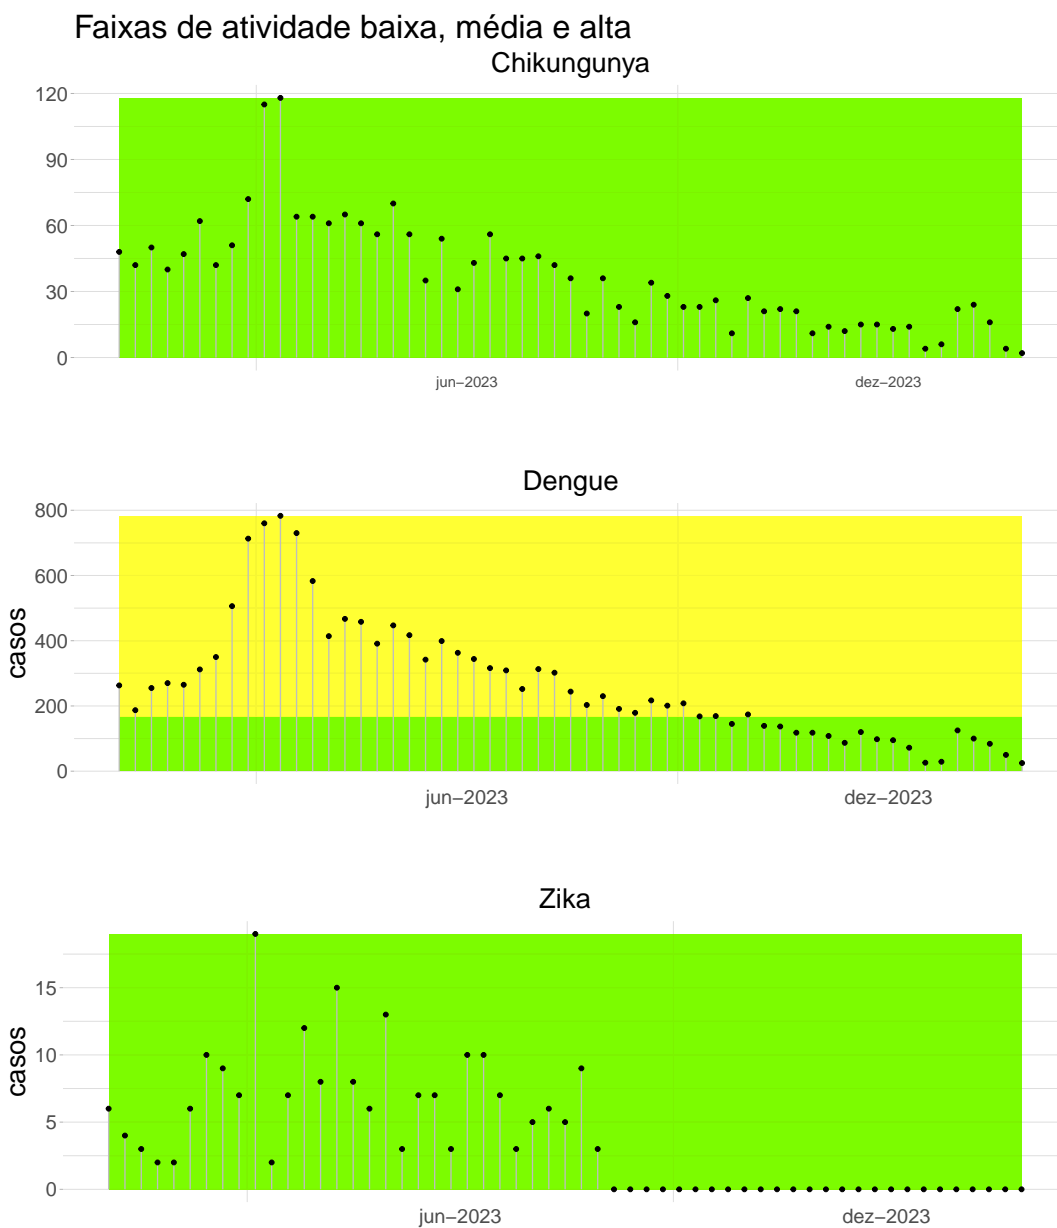 Faixas de atividade baixa, média e alta
Chikungunya
120
90
60
30
0
jun−2023
dez−2023
Dengue
casos
800
600
400
200
0
jun−2023
dez−2023
Zika
casos
15
10
5
0
jun−2023
dez−2023